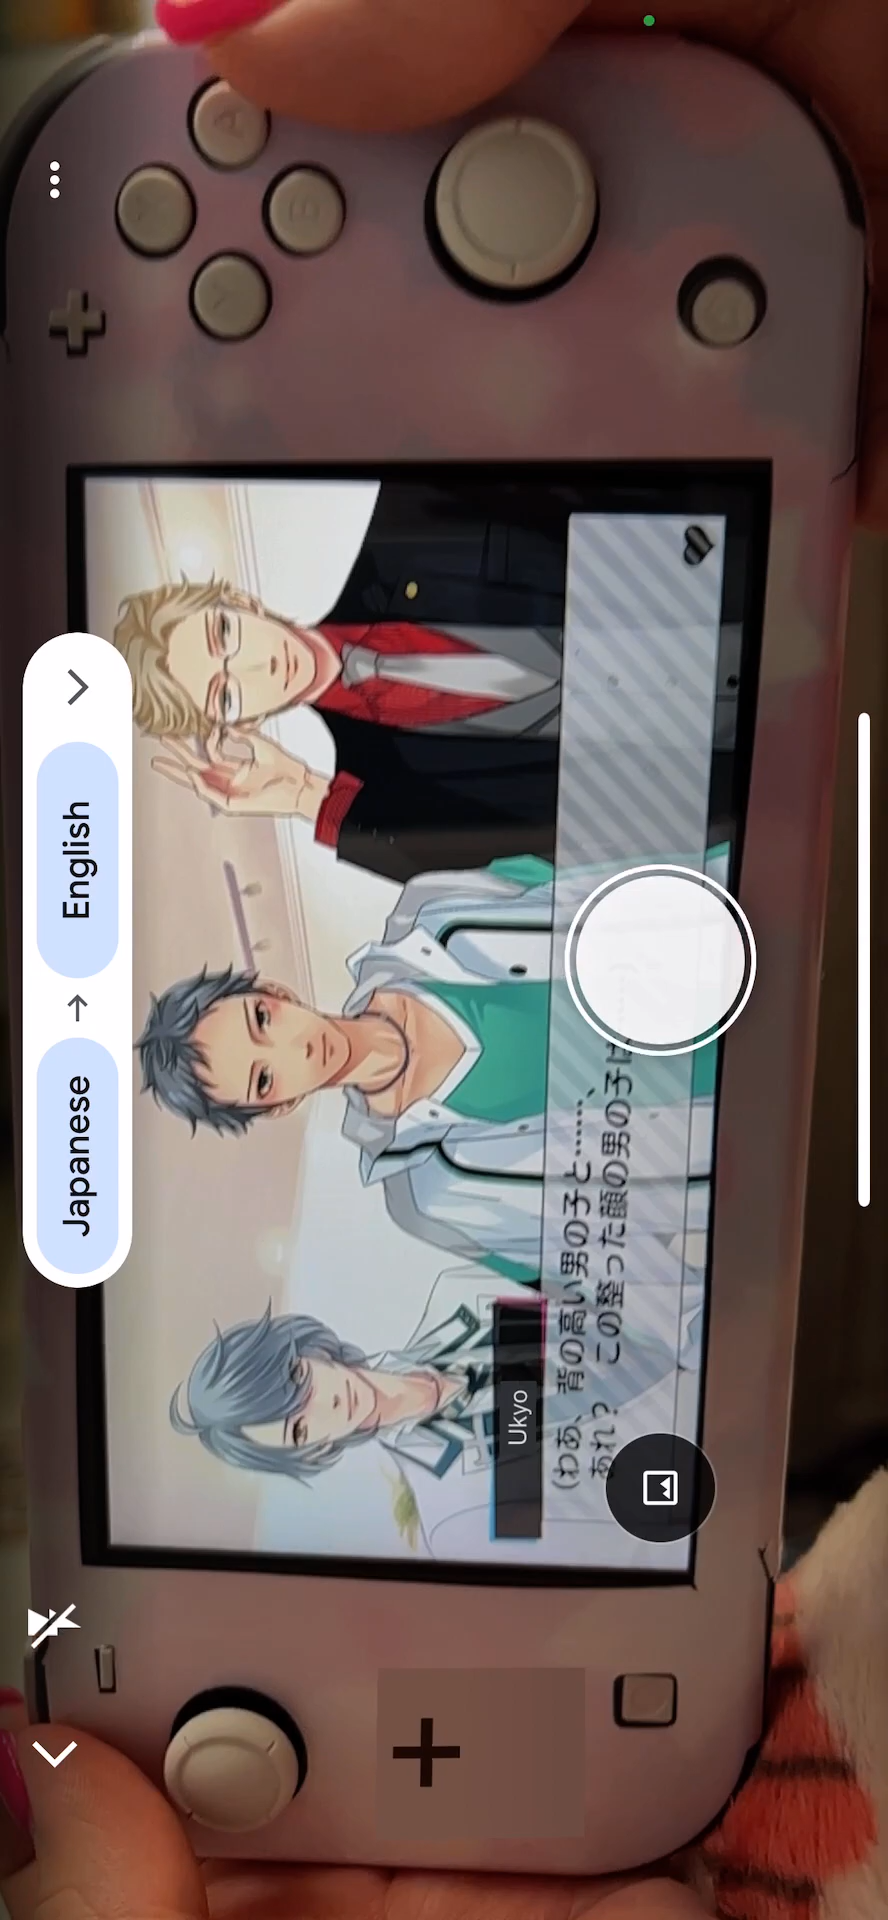 Japanese → English
Ukyo
(わあ、背の高い男の子と……、
あれ？ この整った顔の男の子は……)
A
B
X
Y